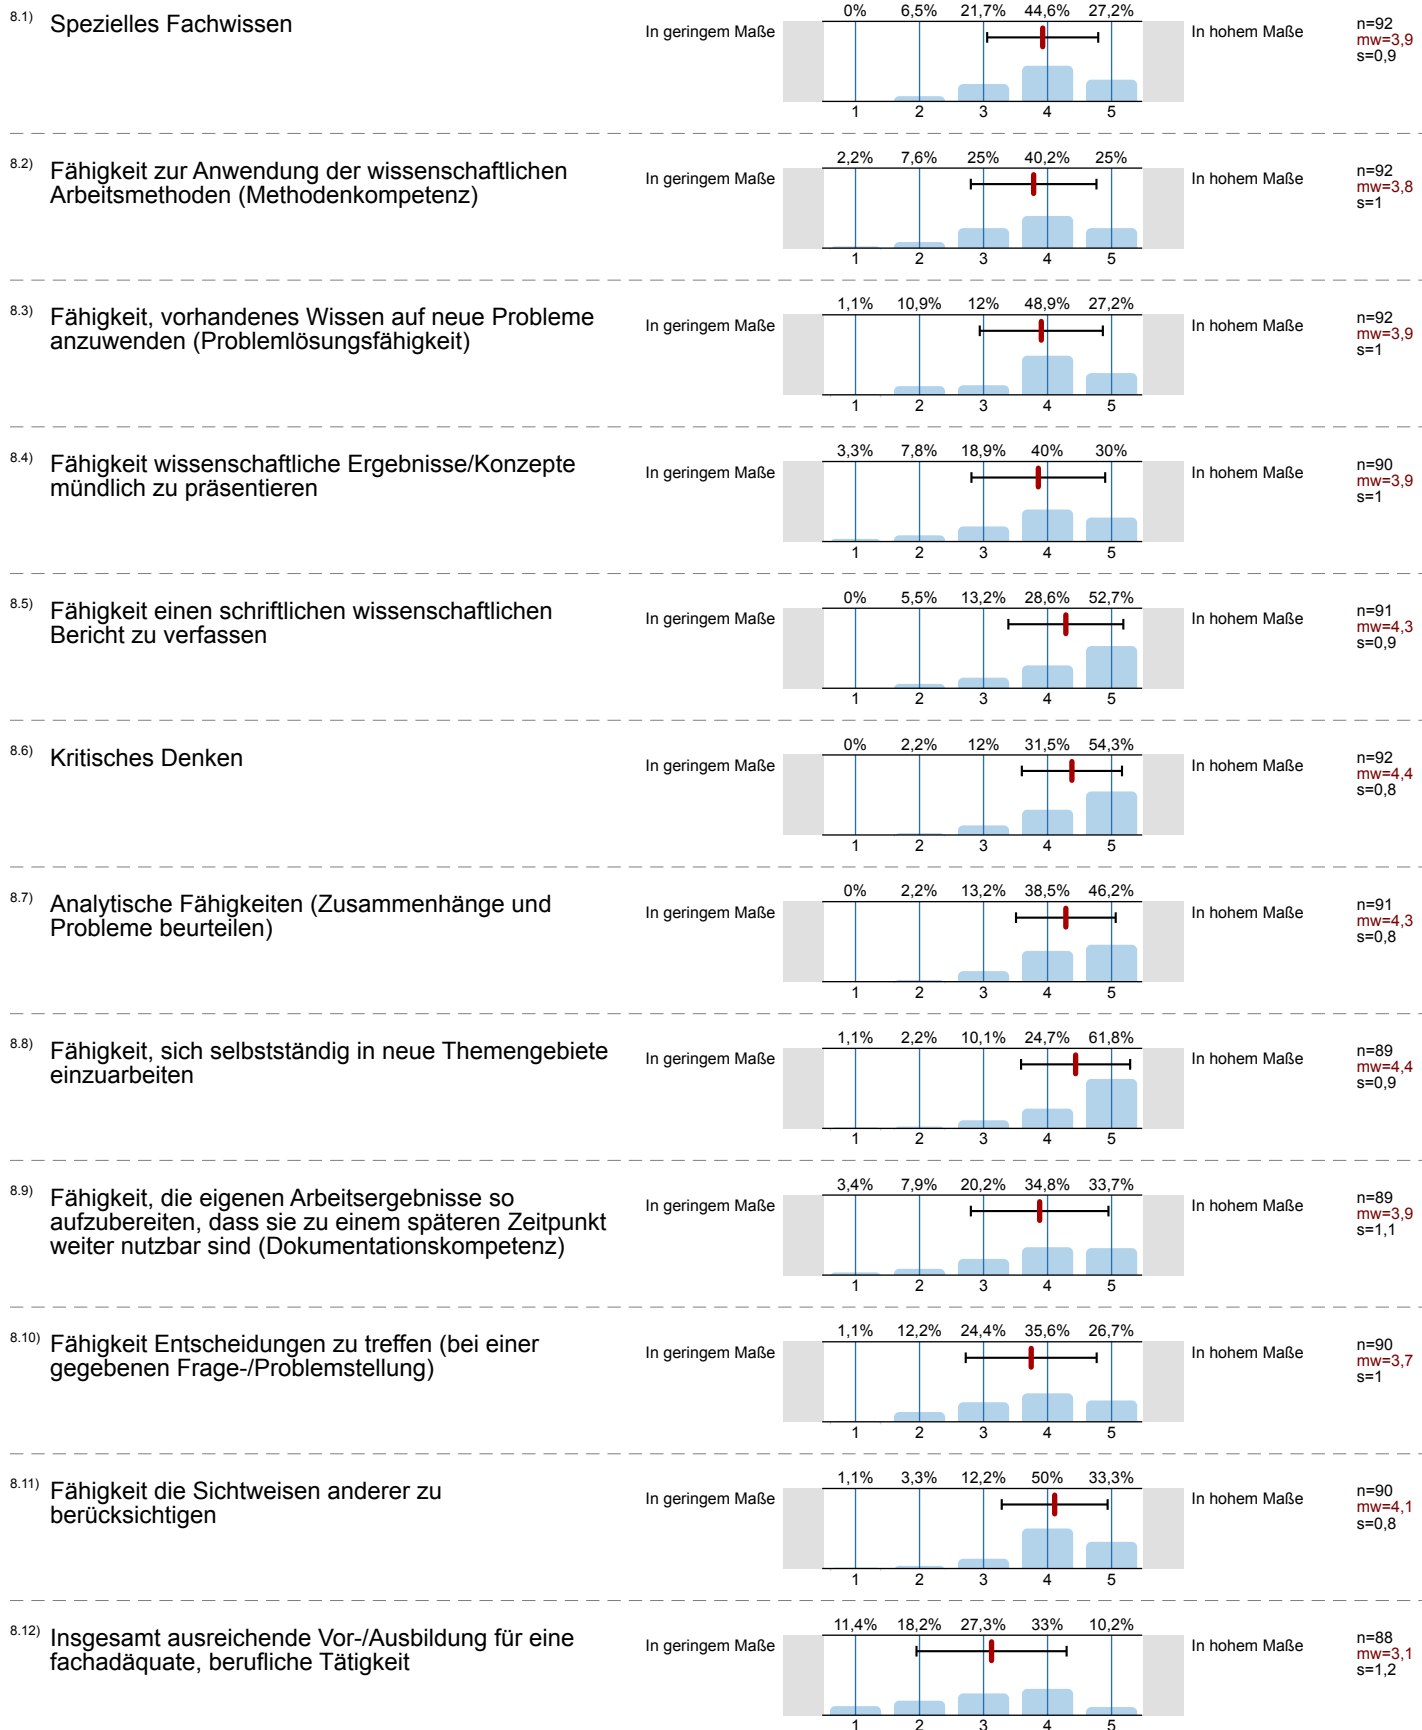 8.1) Spezielles Fachwissen
In geringem Maße
0% 6,5% 21,7% 44,6% 27,2%
1 2 3 4 5
In hohem Maße
n=92
mw=3,9
s=0,9
8.2) Fähigkeit zur Anwendung der wissenschaftlichen
Arbeitsmethoden (Methodenkompetenz)
In geringem Maße
2,2% 7,6% 25% 40,2% 25%
1 2 3 4 5
In hohem Maße
n=92
mw=3,8
s=1
8.3) Fähigkeit, vorhandenes Wissen auf neue Probleme
anzuwenden (Problemlösungsfähigkeit)
In geringem Maße
1,1% 10,9% 12% 48,9% 27,2%
1 2 3 4 5
In hohem Maße
n=92
mw=3,9
s=1
8.4) Fähigkeit wissenschaftliche Ergebnisse/Konzepte
mündlich zu präsentieren
In geringem Maße
3,3% 7,8% 18,9% 40% 30%
1 2 3 4 5
In hohem Maße
n=90
mw=3,9
s=1
8.5) Fähigkeit einen schriftlichen wissenschaftlichen
Bericht zu verfassen
In geringem Maße
0% 5,5% 13,2% 28,6% 52,7%
1 2 3 4 5
In hohem Maße
n=91
mw=4,3
s=0,9
8.6) Kritisches Denken
In geringem Maße
0% 2,2% 12% 31,5% 54,3%
1 2 3 4 5
In hohem Maße
n=92
mw=4,4
s=0,8
8.7) Analytische Fähigkeiten (Zusammenhänge und
Probleme beurteilen)
In geringem Maße
0% 2,2% 13,2% 38,5% 46,2%
1 2 3 4 5
In hohem Maße
n=91
mw=4,3
s=0,8
8.8) Fähigkeit, sich selbstständig in neue Themengebiete
einzuarbeiten
In geringem Maße
1,1% 2,2% 10,1% 24,7% 61,8%
1 2 3 4 5
In hohem Maße
n=89
mw=4,4
s=0,9
8.9) Fähigkeit, die eigenen Arbeitsergebnisse so
aufzubereiten, dass sie zu einem späteren Zeitpunkt
weiter nutzbar sind (Dokumentationskompetenz)
In geringem Maße
3,4% 7,9% 20,2% 34,8% 33,7%
1 2 3 4 5
In hohem Maße
n=89
mw=3,9
s=1,1
8.10) Fähigkeit Entscheidungen zu treffen (bei einer
gegebenen Frage-/Problemstellung)
In geringem Maße
1,1% 12,2% 24,4% 35,6% 26,7%
1 2 3 4 5
In hohem Maße
n=90
mw=3,7
s=1
8.11) Fähigkeit die Sichtweisen anderer zu
berücksichtigen
In geringem Maße
1,1% 3,3% 12,2% 50% 33,3%
1 2 3 4 5
In hohem Maße
n=90
mw=4,1
s=0,8
8.12) Insgesamt ausreichende Vor-/Ausbildung für eine
fachadäquate, berufliche Tätigkeit
In geringem Maße
11,4% 18,2% 27,3% 33% 10,2%
1 2 3 4 5
In hohem Maße
n=88
mw=3,1
s=1,2